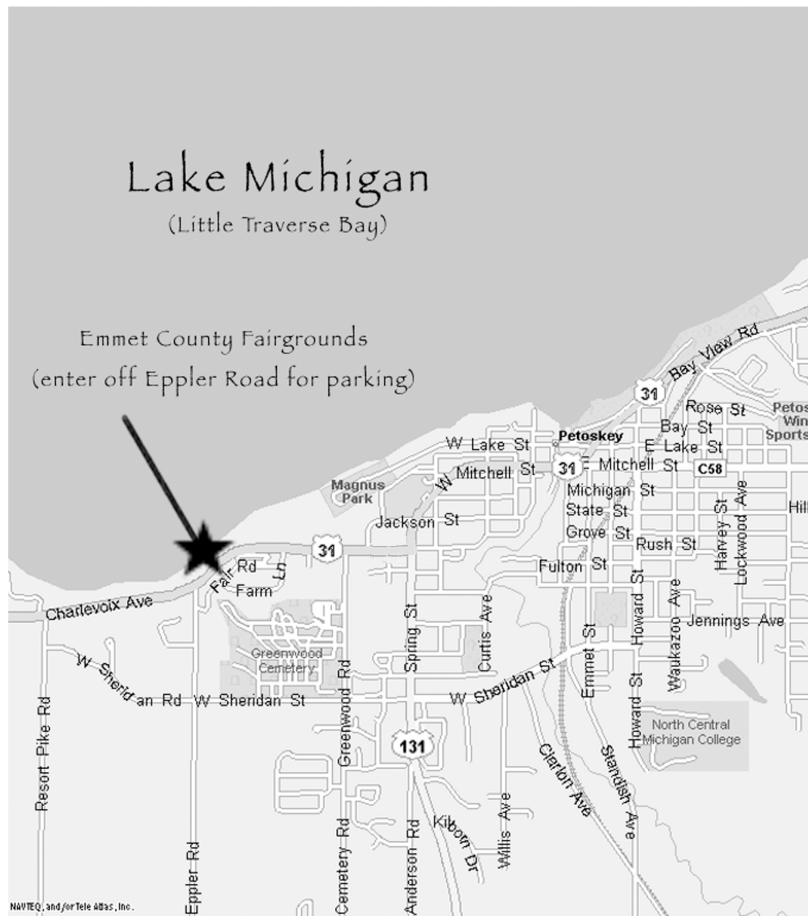 Lake Michigan
(Little Traverse Bay)
Emmet County Fairgrounds
(enter off Eppler Road for parking)
Bay View Rd
31
Rose St
Bay St
Petos
Win
Sports
Petoskey
W Lake St
E Lake St
31
W Mitchell St
E Mitchell St
C58
Magnus
Park
Michigan St
State St
Jackson St
Grove St
Harvey St
Lockwood Ave
Hill
Rush St
31
Fair Rd
Ln
Farm
Fulton St
Charlevoix Ave
Howard St
Waukazoo Ave
Jennings Ave
Spring St
Curtis Ave
Emmet St
Greenwood
Cemetery
W Sheridan Rd
W Sheridan St
W Sheridan St
Greenwood Rd
Howard St
North Central
Michigan College
131
Resort Pike Rd
Clarion Ave
Standish Ave
Kilborn Dr
Willis Ave
Eppler Rd
Cemetery Rd
Anderson Rd
NAVTEQ, and/or Tele Atlas, Inc.